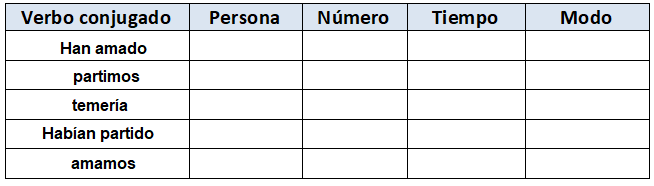 Verbo conjugado Persona Número Tiempo Modo
Han amado
partimos
temería
Habían partido
amamos